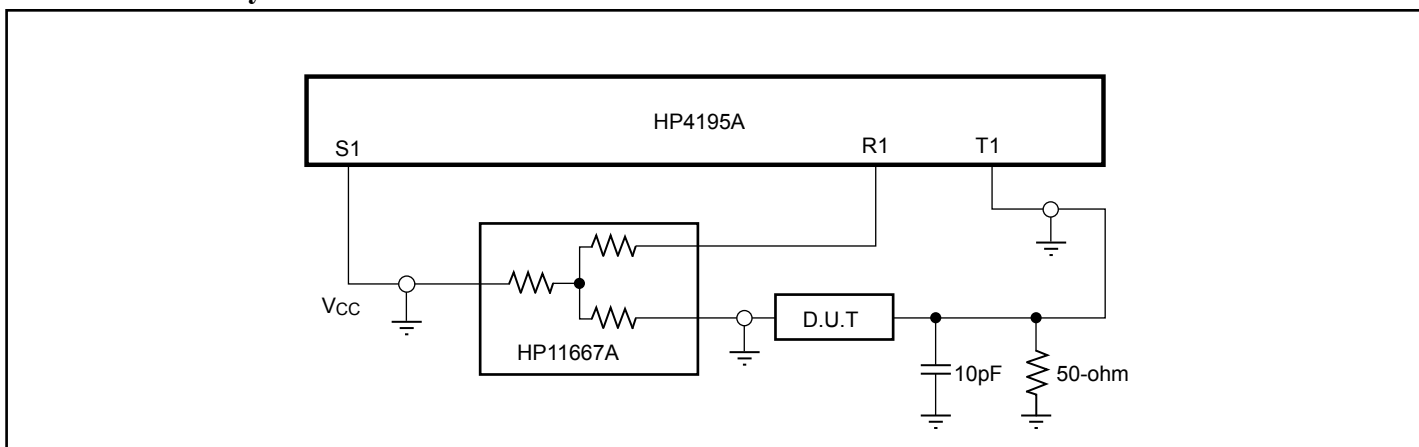 HP4195A
S1
R1
T1
VCC
HP11667A
D.U.T
10pF
50-ohm